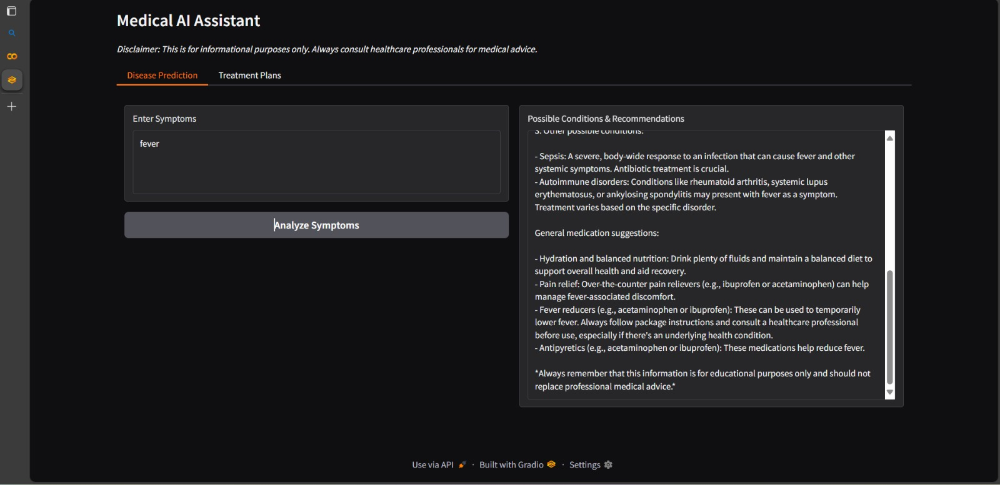 Medical AI Assistant
Disclaimer: This is for informational purposes only. Always consult healthcare professionals for medical advice.
Disease Prediction
Treatment Plans
Enter Symptoms
fever
Analyze Symptoms
Possible Conditions & Recommendations
3. Other possible conditions:
- Sepsis: A severe, body-wide response to an infection that can cause fever and other
systemic symptoms. Antibiotic treatment is crucial.
- Autoimmune disorders: Conditions like rheumatoid arthritis, systemic lupus
erythematosus, or ankylosing spondylitis may present with fever as a symptom.
Treatment varies based on the specific disorder.
General medication suggestions:
- Hydration and balanced nutrition: Drink plenty of fluids and maintain a balanced diet to
support overall health and aid recovery.
- Pain relief: Over-the-counter pain relievers (e.g., ibuprofen or acetaminophen) can help
manage fever-associated discomfort.
- Fever reducers (e.g., acetaminophen or ibuprofen): These can be used to temporarily
lower fever. Always follow package instructions and consult a healthcare professional
before use, especially if there's an underlying health condition.
- Antipyretics (e.g., acetaminophen or ibuprofen): These medications help reduce fever.
*Always remember that this information is for educational purposes only and should not
replace professional medical advice.*
Use via API · Built with Gradio · Settings